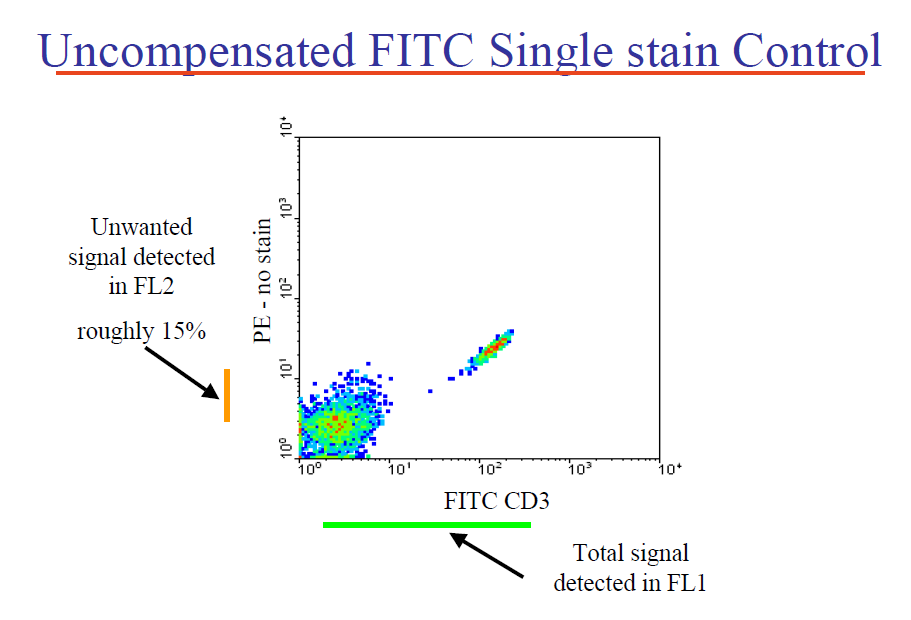 Uncompensated FITC Single stain Control
Unwanted
signal detected
in FL2
roughly 15%
PE - no stain
10⁴
10³
10²
10¹
10⁰
10⁰ 10¹ 10² 10³ 10⁴
FITC CD3
Total signal
detected in FL1